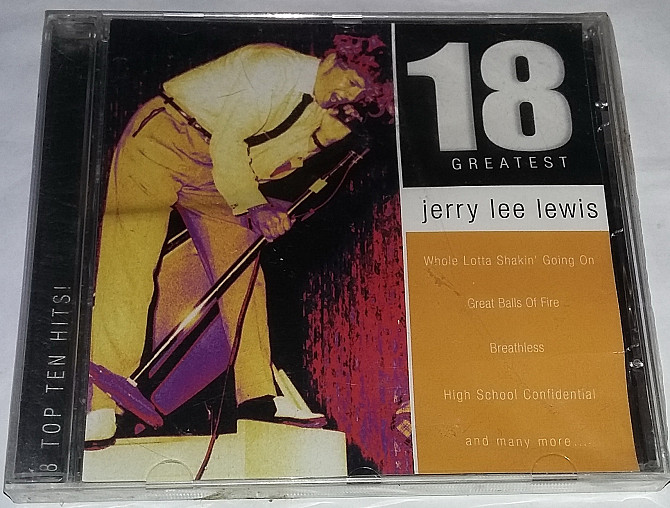 18
GREATEST
jerry lee lewis
Whole Lotta Shakin' Going On
Great Balls Of Fire
Breathless
High School Confidential
and many more....
8 TOP TEN HITS!